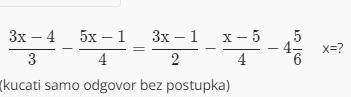 (3x − 4)/3 − (5x − 1)/4 = (3x − 1)/2 − (x − 5)/4 − 4 5/6 x=?
(kucati samo odgovor bez postupka)